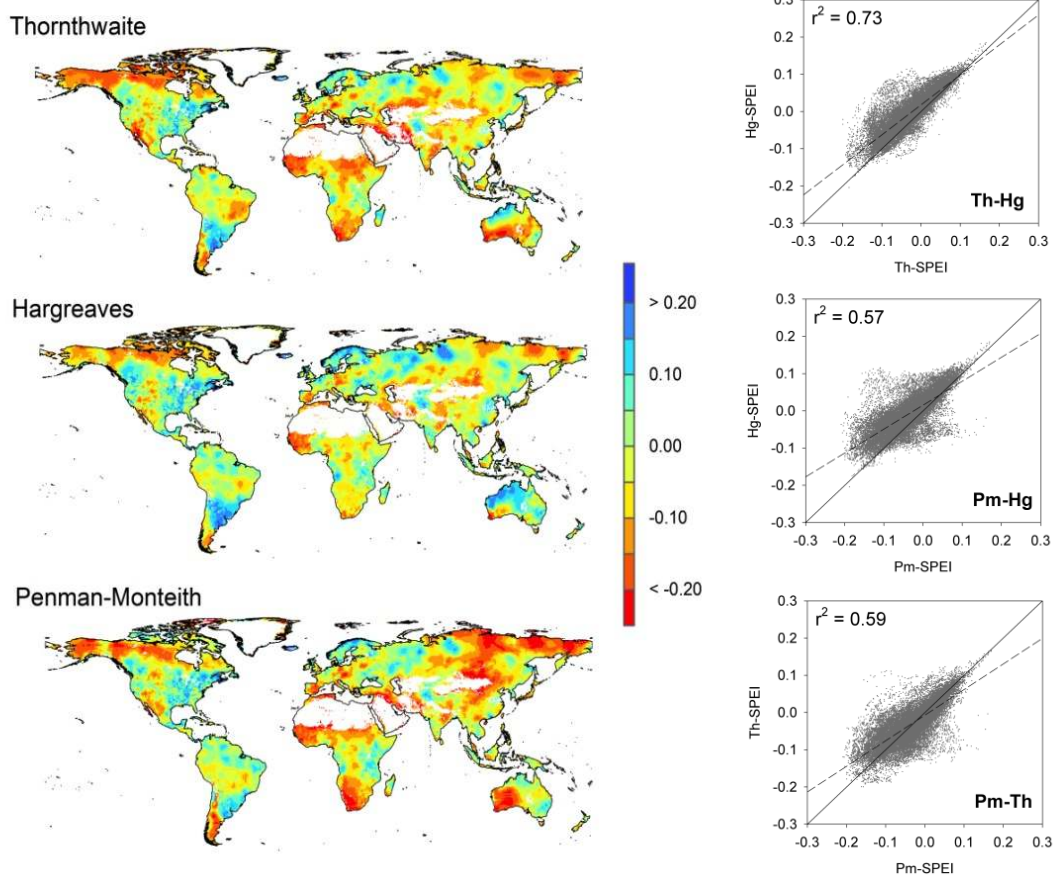 Thornthwaite
Hargreaves
Penman-Monteith
> 0.20
0.10
0.00
-0.10
< -0.20
r² = 0.73
0.3
0.2
0.1
0.0
-0.1
-0.2
-0.3
Hg-SPEI
Th-Hg
-0.3 -0.2 -0.1 0.0 0.1 0.2 0.3
Th-SPEI
r² = 0.57
0.3
0.2
0.1
0.0
-0.1
-0.2
-0.3
Hg-SPEI
Pm-Hg
-0.3 -0.2 -0.1 0.0 0.1 0.2 0.3
Pm-SPEI
r² = 0.59
0.3
0.2
0.1
0.0
-0.1
-0.2
-0.3
Th-SPEI
Pm-Th
-0.3 -0.2 -0.1 0.0 0.1 0.2 0.3
Pm-SPEI